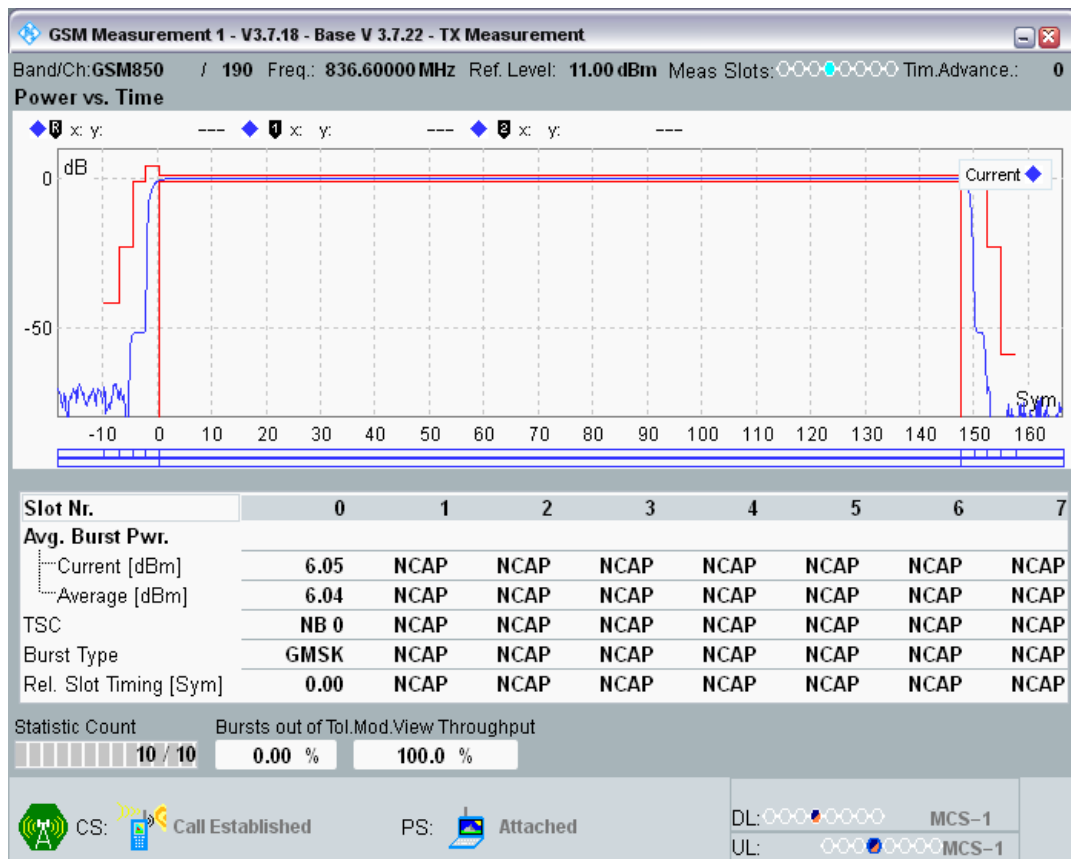 GSM Measurement 1 - V3.7.18 - Base V 3.7.22 - TX Measurement
Band/Ch:GSM850 / 190 Freq.: 836.60000 MHz Ref. Level: 11.00 dBm Meas Slots: Tim.Advance.: 0
Power vs. Time
R x: y: --- 1 x: y: --- 2 x: y: ---
dB
Current
0
-50
Sym
-10 0 10 20 30 40 50 60 70 80 90 100 110 120 130 140 150 160
Slot Nr. 0 1 2 3 4 5 6 7
Avg. Burst Pwr.
Current [dBm] 6.05 NCAP NCAP NCAP NCAP NCAP NCAP NCAP
Average [dBm] 6.04 NCAP NCAP NCAP NCAP NCAP NCAP NCAP
TSC NB 0 NCAP NCAP NCAP NCAP NCAP NCAP NCAP
Burst Type GMSK NCAP NCAP NCAP NCAP NCAP NCAP NCAP
Rel. Slot Timing [Sym] 0.00 NCAP NCAP NCAP NCAP NCAP NCAP NCAP
Statistic Count Bursts out of Tol.Mod.View Throughput
10 / 10 0.00 % 100.0 %
CS: Call Established PS: Attached
DL: MCS-1
UL: MCS-1